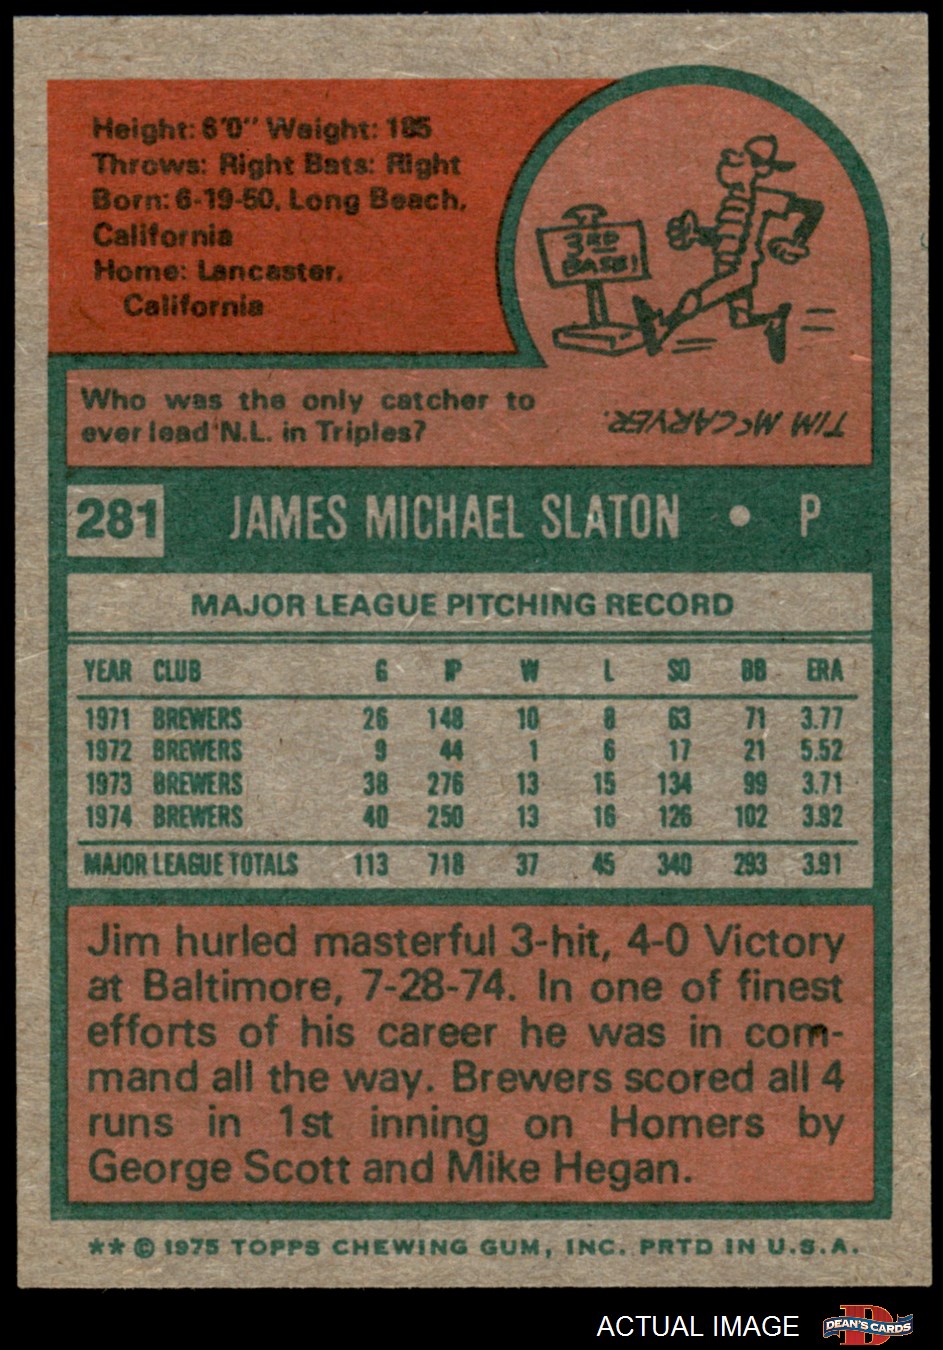 Height: 6'0" Weight: 185
Throws: Right Bats: Right
Born: 6-19-50, Long Beach,
California
Home: Lancaster,
California
3RD
BASE!
Who was the only catcher to
ever lead N.L. in Triples?
TIM McCARVER.
281 JAMES MICHAEL SLATON • P
MAJOR LEAGUE PITCHING RECORD
YEAR CLUB G IP W L SO BB ERA
1971 BREWERS 26 148 10 8 63 71 3.77
1972 BREWERS 9 44 1 6 17 21 5.52
1973 BREWERS 38 276 13 15 134 99 3.71
1974 BREWERS 40 250 13 16 126 102 3.92
MAJOR LEAGUE TOTALS 113 718 37 45 340 293 3.91
Jim hurled masterful 3-hit, 4-0 Victory
at Baltimore, 7-28-74. In one of finest
efforts of his career he was in com-
mand all the way. Brewers scored all 4
runs in 1st inning on Homers by
George Scott and Mike Hegan.
** © 1975 TOPPS CHEWING GUM, INC. PRTD IN U.S.A.
ACTUAL IMAGE
DEAN'S CARDS